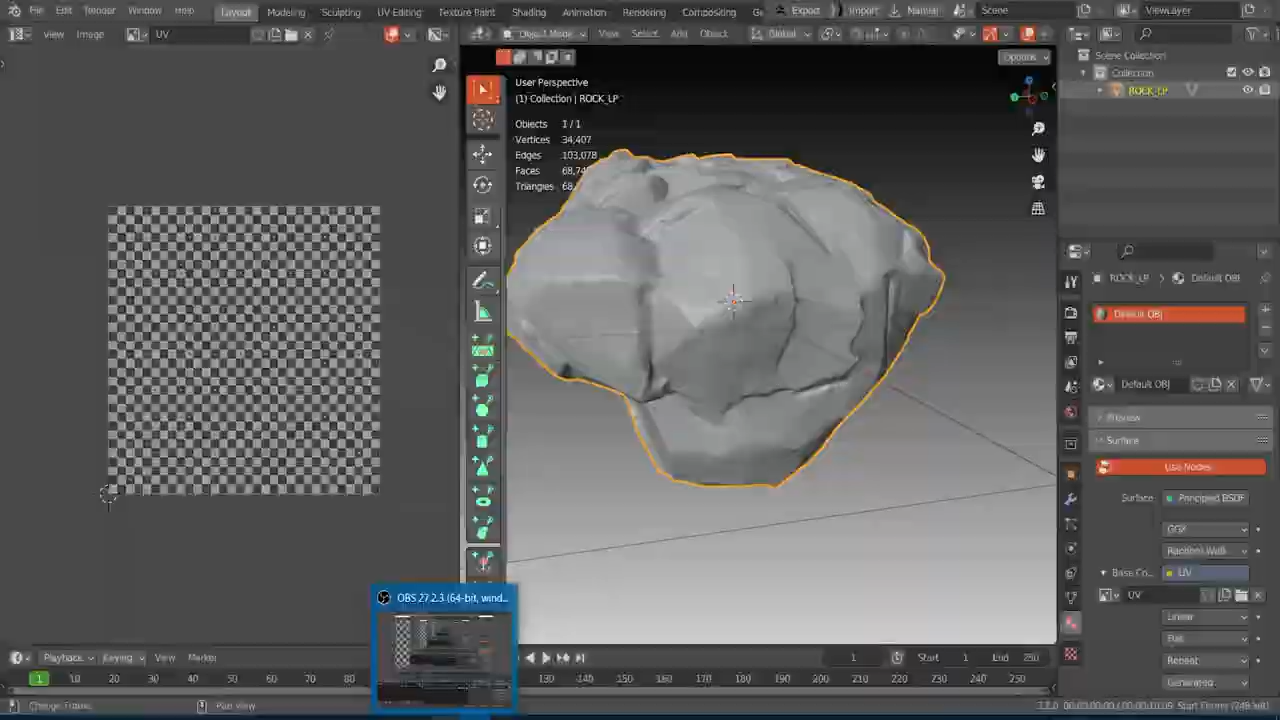 File Edit Render Window Help Layout Modeling Sculpting UV Editing Texture Paint Shading Animation Rendering Compositing Export Import Scene ViewLayer
View Image UV Object Mode View Select Add Object Global
Options
User Perspective
(1) Collection | ROCK_LP
Objects 1 / 1
Vertices 34,407
Edges 103,078
Faces
Triangles
Scene Collection
Collection
ROCK_LP
ROCK_LP Default OBJ
Default OBJ
Default OBJ
Preview
Surface
Use Nodes
Surface Principled BSDF
GGX
Random Walk
Base Co... UV
UV
Linear
Flat
Repeat
Generated
OBS 27.2.3 (64-bit, wind...
Playback Keying View Marker 1 Start 1 End 250
1 10 20 30 40 50 60 70 80 130 140 150 160 170 180 190 200 210 220 230 240 250
Change Frame Pan View